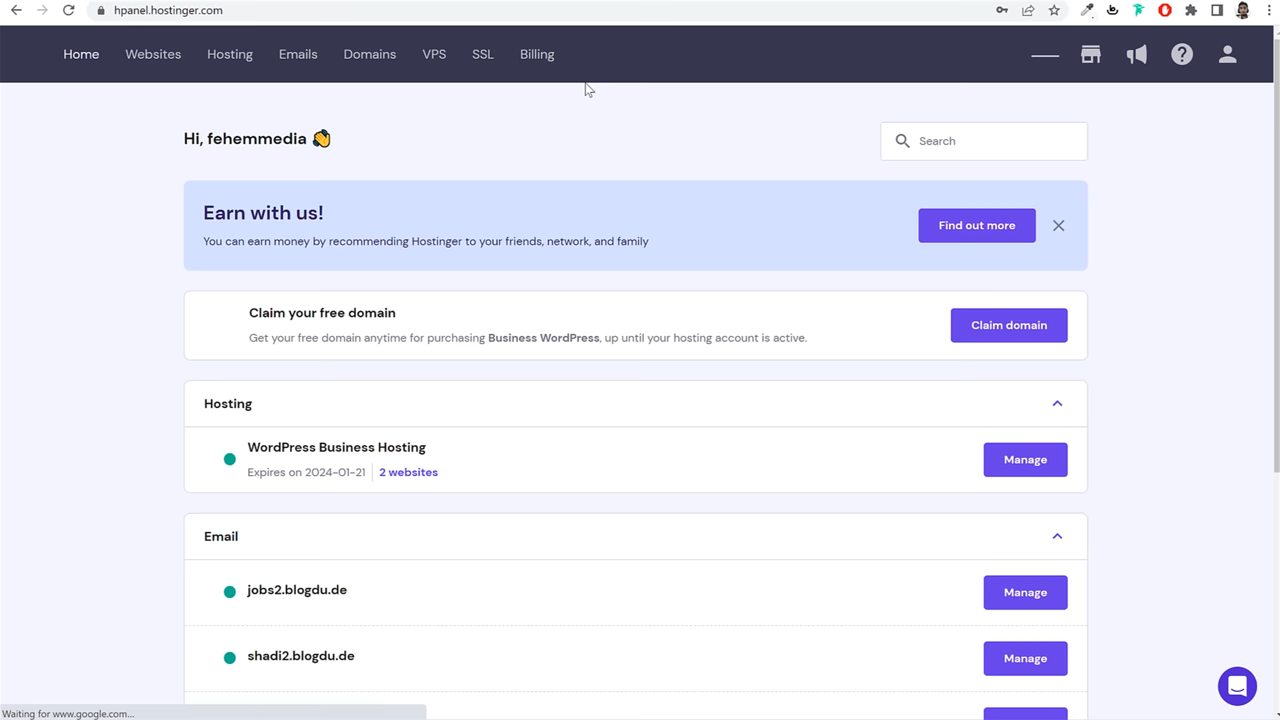 hpanel.hostinger.com
Home Websites Hosting Emails Domains VPS SSL Billing
Hi, fehemmedia
Search
Earn with us!
You can earn money by recommending Hostinger to your friends, network, and family
Find out more
Claim your free domain
Get your free domain anytime for purchasing Business WordPress, up until your hosting account is active.
Claim domain
Hosting
WordPress Business Hosting
Expires on 2024-01-21 2 websites
Manage
Email
jobs2.blogdu.de
Manage
shadi2.blogdu.de
Manage
Waiting for www.google.com...